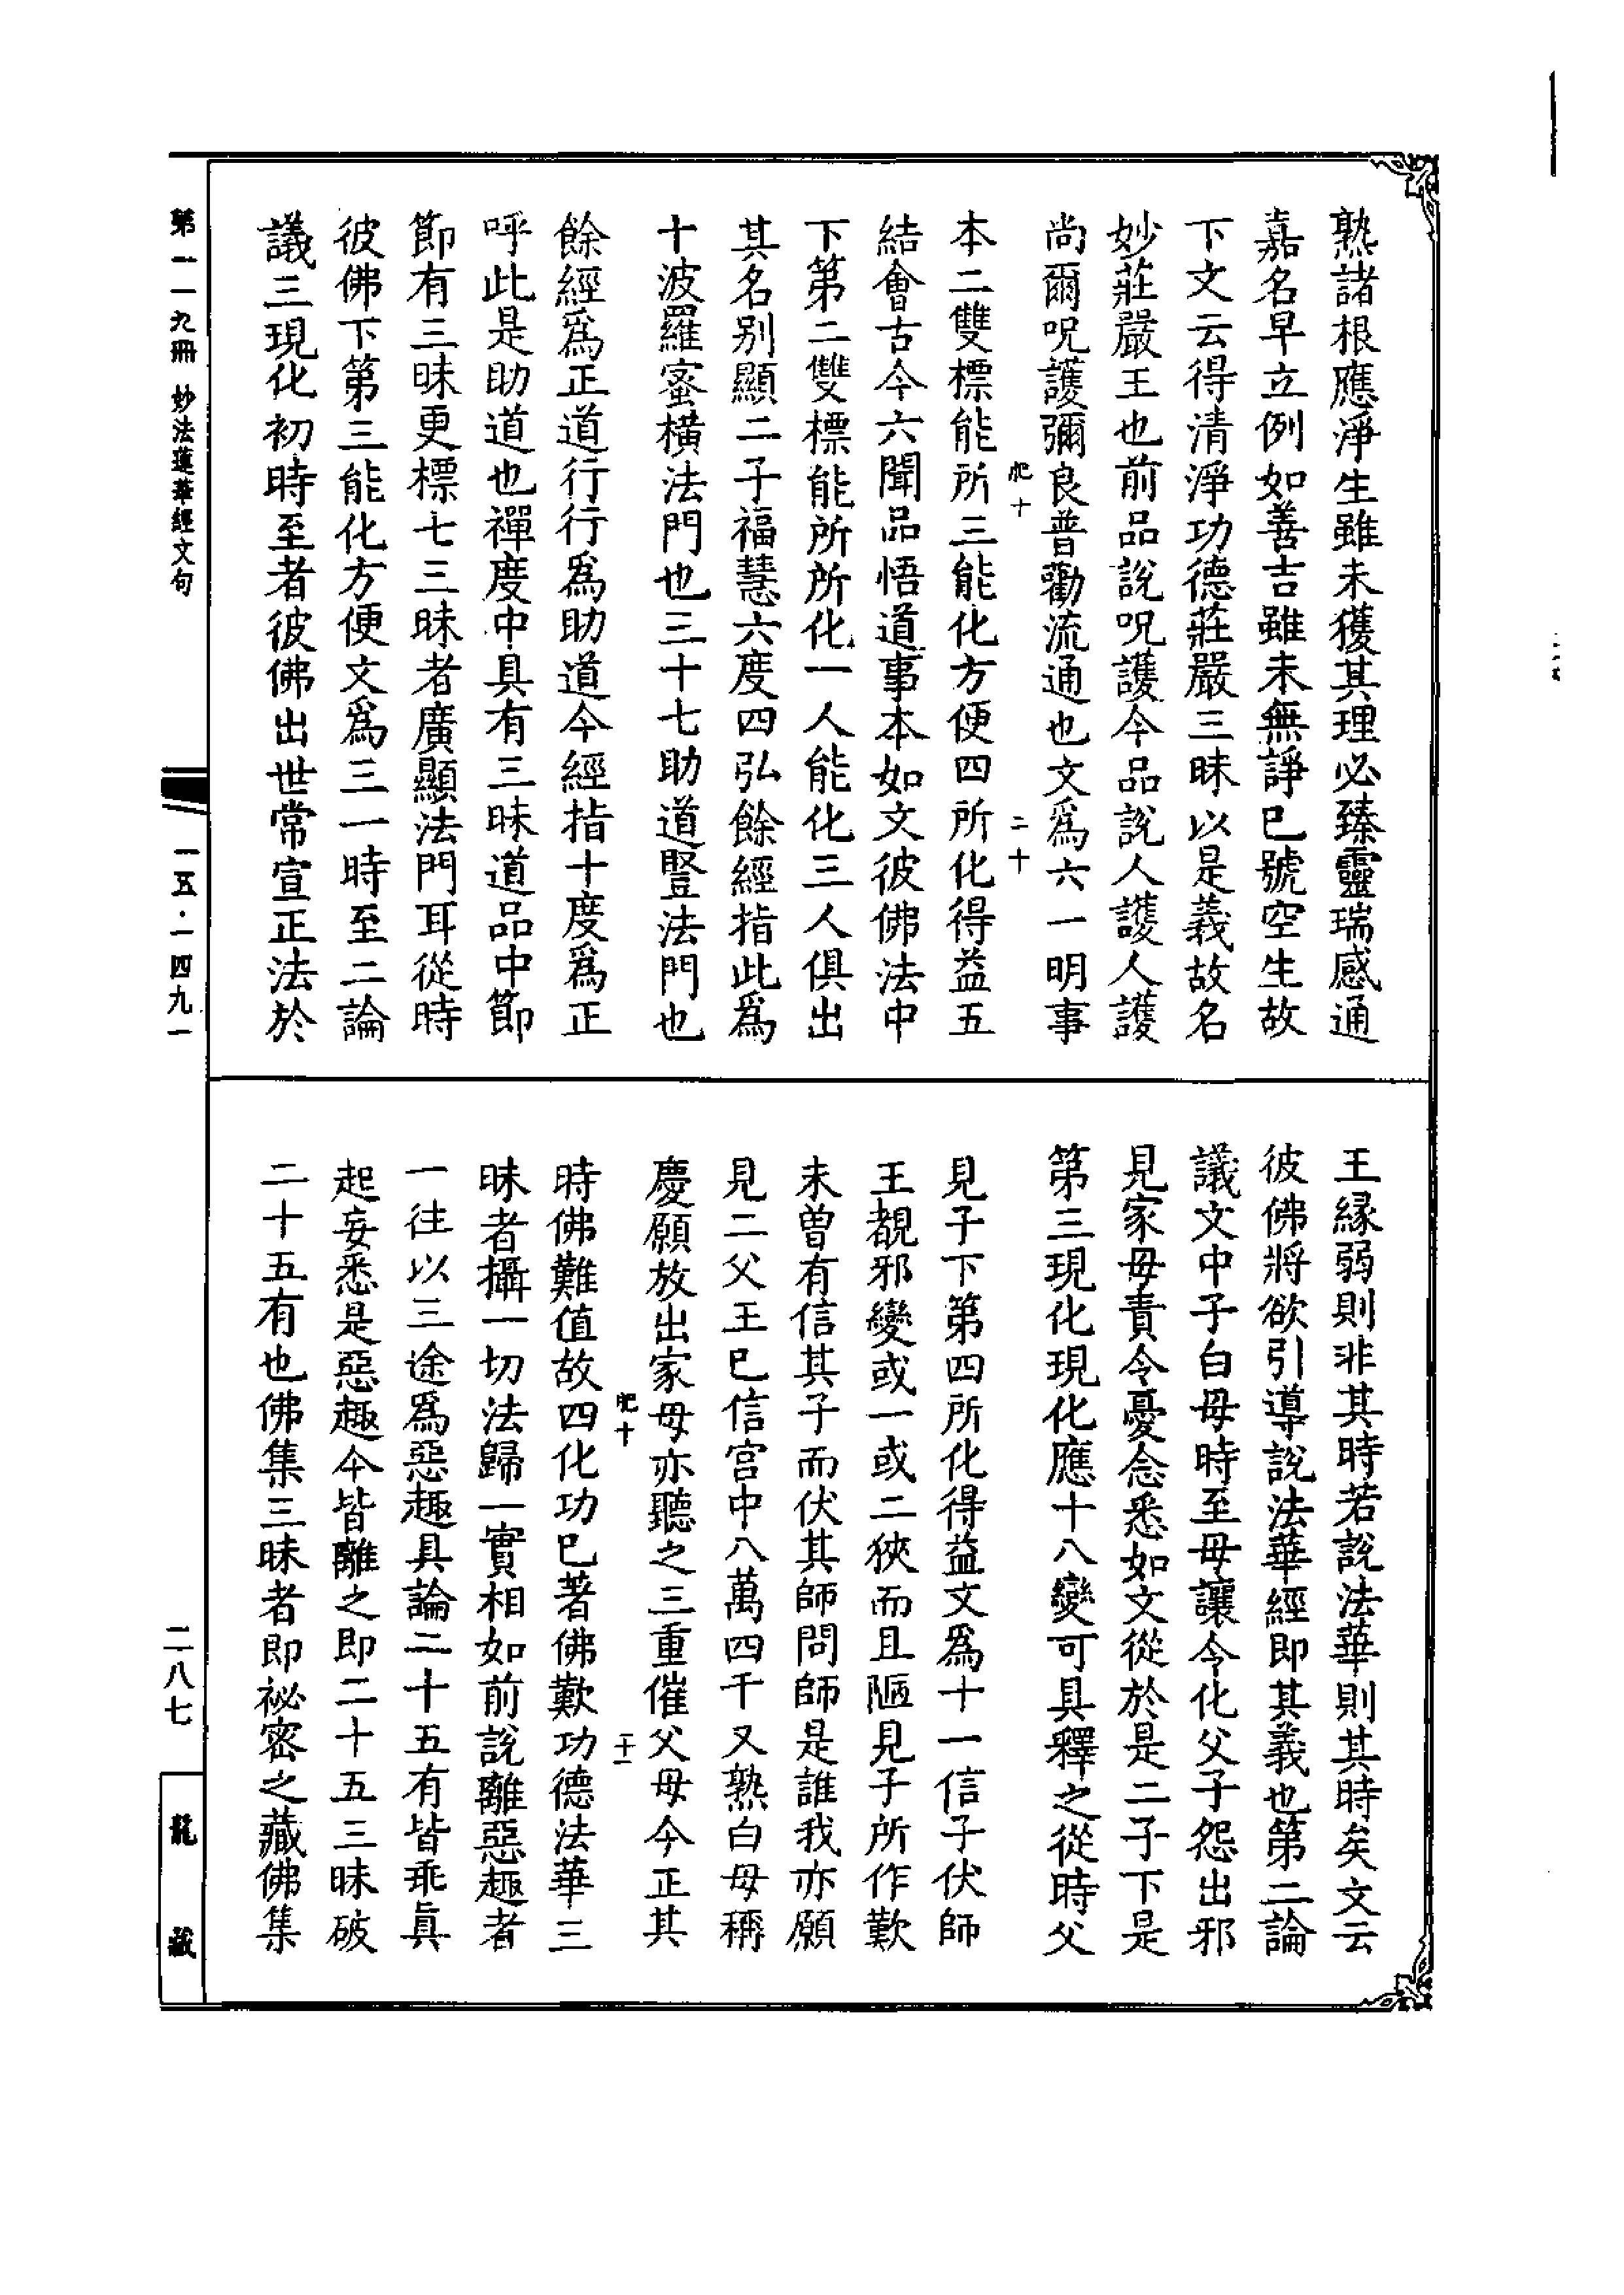 熟諸根應淨生雖未獲其理必臻靈瑞感通
嘉名早立例如善吉雖未無諍已號空生故
下文云得清淨功德莊嚴三昧以是義故名
妙莊嚴王也前品說呪護今品說人護人護
尚爾呪護彌良普勸流通也文爲六一明事
肥十
二十
本二雙標能所三能化方便四所化得益五
結會古今六聞品悟道事本如文彼佛法中
下第二雙標能所所化一人能化三人俱出
其名別顯二子福慧六度四弘餘經指此爲
十波羅蜜橫法門也三十七助道豎法門也
餘經爲正道行行爲助道今經指十度爲正
呼此是助道也禪度中具有三昧道品中節
節有三昧更標七三昧者廣顯法門耳從時
彼佛下第三能化方便文爲三一時至二論
議三現化初時至者彼佛出世常宣正法於
王緣弱則非其時若說法華則其時矣文云
彼佛將欲引導說法華經即其義也第二論
議文中子白母時至母讓令化父子怨出邪
見家母責令憂念悉如文從於是二子下是
第三現化現化應十八變可具釋之從時父
見子下第四所化得益文爲十一信子伏師
王覩邪變或一或二狹而且陋見子所作歎
未曾有信其子而伏其師問師是誰我亦願
見二父王已信宮中八萬四千又熟白母稱
慶願放出家母亦聽之三重催父母今正其
肥十
二十一
時佛難值故四化功已著佛歎功德法華三
昧者攝一切法歸一實相如前說離惡趣者
一往以三途爲惡趣具論二十五有皆乖眞
起妄悉是惡趣今皆離之即二十五三昧破
二十五有也佛集三昧者即祕密之藏佛集
第一一九冊 妙法蓮華經文句
一五·一四九一
二八七
龍藏